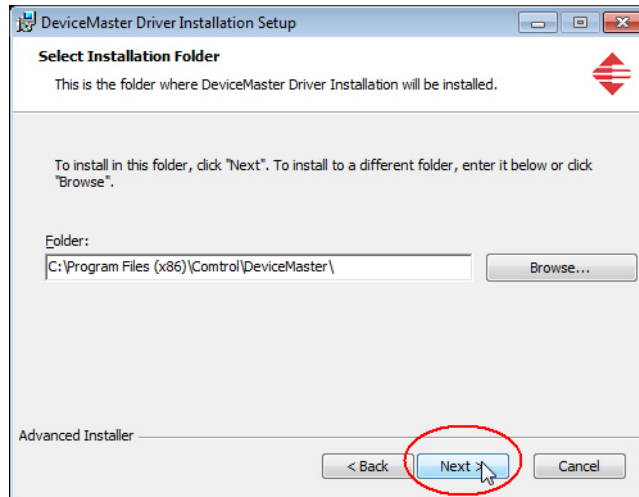 DeviceMaster Driver Installation Setup
Select Installation Folder
This is the folder where DeviceMaster Driver Installation will be installed.
To install in this folder, click "Next". To install to a different folder, enter it below or click
"Browse".
Folder:
C:\Program Files (x86)\Comtrol\DeviceMaster\
Browse...
Advanced Installer
< Back
Next >
Cancel